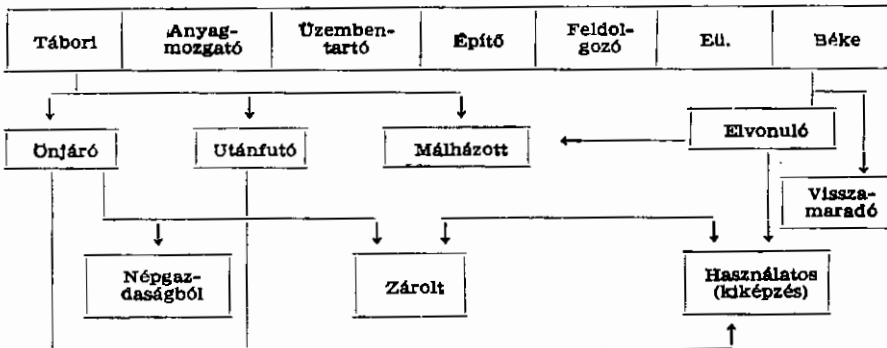 Tábori
Anyag-
mozgató
Üzemben-
tartó
Építő
Feldol-
gozó
Eü.
Béke
Önjáró
Utánfutó
Málházott
Elvonuló
Vissza-
maradó
Népgaz-
daságból
Zárolt
Használatos
(kiképzés)